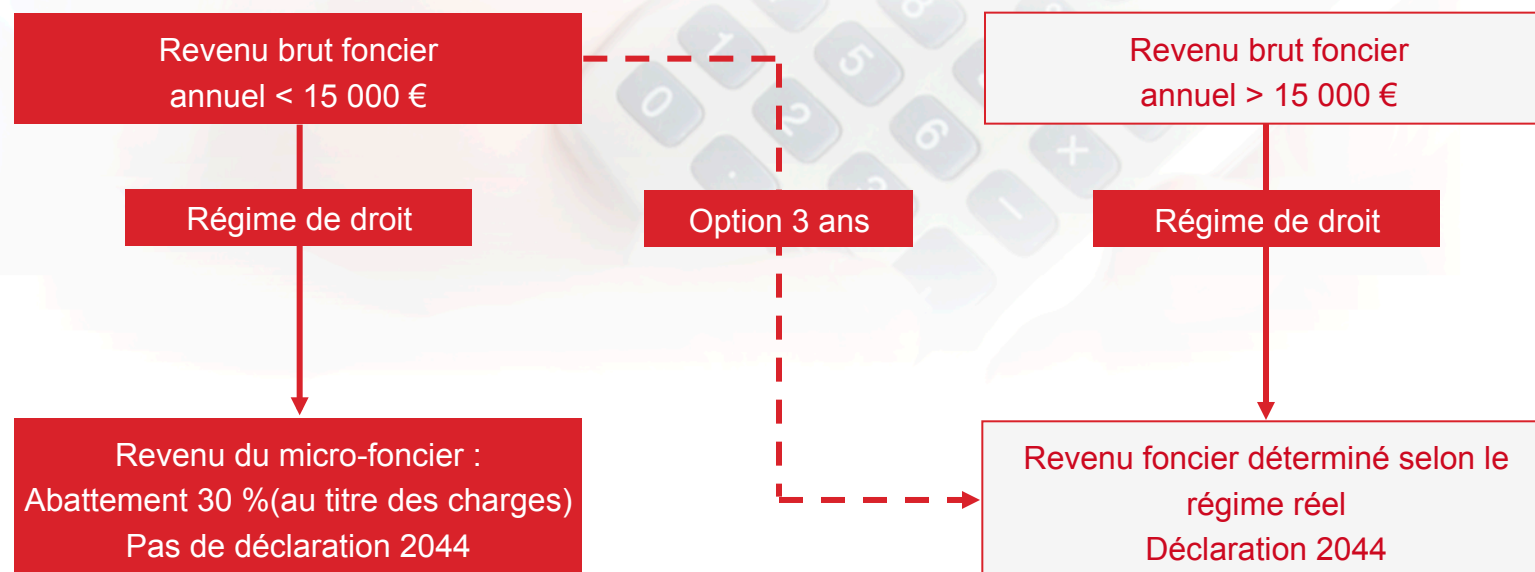 Revenu brut foncier
annuel < 15 000 €
Revenu brut foncier
annuel > 15 000 €
Régime de droit
Option 3 ans
Régime de droit
Revenu du micro-foncier :
Abattement 30 %(au titre des charges)
Pas de déclaration 2044
Revenu foncier déterminé selon le
régime réel
Déclaration 2044